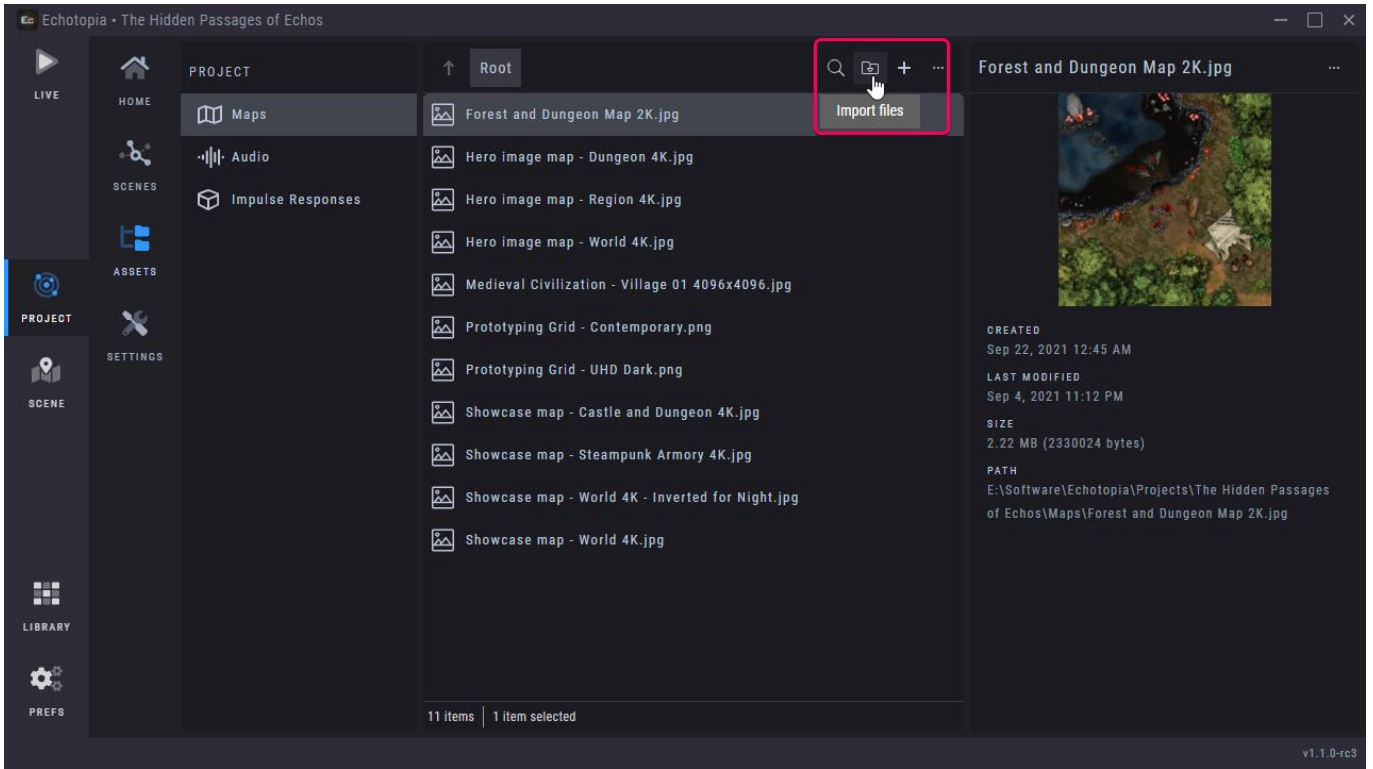 Ec Echotopia • The Hidden Passages of Echos
LIVE
PROJECT
SCENE
LIBRARY
PREFS
HOME
SCENES
ASSETS
SETTINGS
PROJECT
Maps
Audio
Impulse Responses
Root
Import files
Forest and Dungeon Map 2K.jpg
Hero image map - Dungeon 4K.jpg
Hero image map - Region 4K.jpg
Hero image map - World 4K.jpg
Medieval Civilization - Village 01 4096x4096.jpg
Prototyping Grid - Contemporary.png
Prototyping Grid - UHD Dark.png
Showcase map - Castle and Dungeon 4K.jpg
Showcase map - Steampunk Armory 4K.jpg
Showcase map - World 4K - Inverted for Night.jpg
Showcase map - World 4K.jpg
11 items 1 item selected
Forest and Dungeon Map 2K.jpg
CREATED
Sep 22, 2021 12:45 AM
LAST MODIFIED
Sep 4, 2021 11:12 PM
SIZE
2.22 MB (2330024 bytes)
PATH
E:\Software\Echotopia\Projects\The Hidden Passages
of Echos\Maps\Forest and Dungeon Map 2K.jpg
v1.1.0-rc3